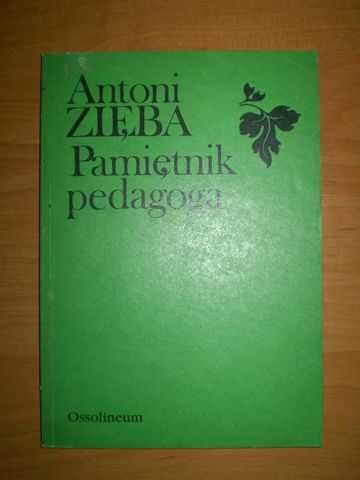 Antoni
ZIĘBA
Pamiętnik
pedagoga
Ossolineum